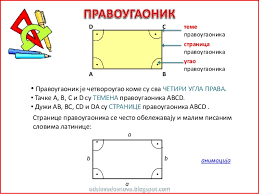 ПРАВОУГАОНИК
D C теме
правоугаоника
страница
правоугаоника
угао
правоугаоника
A B
• Правоугаоник је четвороугао коме су сва ЧЕТИРИ УГЛА ПРАВА.
• Тачке A, B, C и D су ТЕМЕНА правоугаоника ABCD.
• Дужи AB, BC, CD и DA су СТРАНИЦЕ правоугаоника ABCD.
Странице правоугаоника се често обележавају и малим писаним
словима латинице:
a
b b
анимација
a